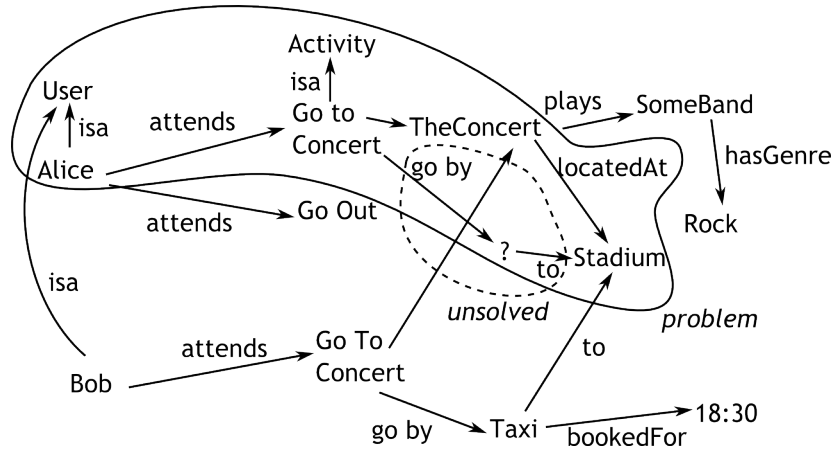 Activity
User
isa
plays
SomeBand
isa
attends
Go to
Concert
TheConcert
hasGenre
Alice
go by
locatedAt
attends
Go Out
Rock
?
to
Stadium
isa
unsolved
problem
attends
Go To
Concert
to
Bob
go by
Taxi
bookedFor
18:30